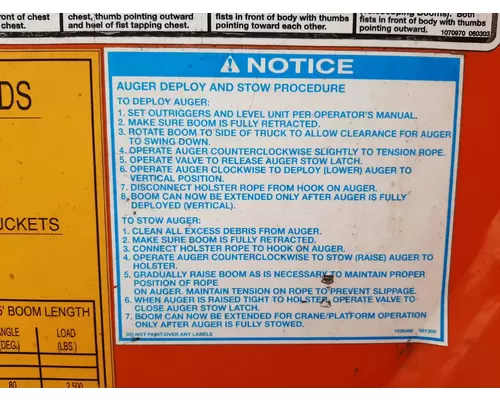 ront of chest
chest, thumb pointing outward
and heel of fist tapping chest.
fists in front of body with thumbs
pointing toward each other.
Both
fists in front of body with thumbs
pointing outward.
1070970 060303
DS
UCKETS
5' BOOM LENGTH
ANGLE
(DEG.)
LOAD
(LBS.)
80
2,500
NOTICE
AUGER DEPLOY AND STOW PROCEDURE
TO DEPLOY AUGER:
1. SET OUTRIGGERS AND LEVEL UNIT PER OPERATOR'S MANUAL.
2. MAKE SURE BOOM IS FULLY RETRACTED.
3. ROTATE BOOM TO SIDE OF TRUCK TO ALLOW CLEARANCE FOR AUGER
TO SWING DOWN.
4. OPERATE AUGER COUNTERCLOCKWISE SLIGHTLY TO TENSION ROPE.
5. OPERATE VALVE TO RELEASE AUGER STOW LATCH.
6. OPERATE AUGER CLOCKWISE TO DEPLOY (LOWER) AUGER TO
VERTICAL POSITION.
7. DISCONNECT HOLSTER ROPE FROM HOOK ON AUGER.
8. BOOM CAN NOW BE EXTENDED ONLY AFTER AUGER IS FULLY
DEPLOYED (VERTICAL).
TO STOW AUGER:
1. CLEAN ALL EXCESS DEBRIS FROM AUGER.
2. MAKE SURE BOOM IS FULLY RETRACTED.
3. CONNECT HOLSTER ROPE TO HOOK ON AUGER.
4. OPERATE AUGER COUNTERCLOCKWISE TO STOW (RAISE) AUGER TO
HOLSTER.
5. GRADUALLY RAISE BOOM AS IS NECESSARY TO MAINTAIN PROPER
POSITION OF ROPE
ON AUGER. MAINTAIN TENSION ON ROPE TO PREVENT SLIPPAGE.
6. WHEN AUGER IS RAISED TIGHT TO HOLSTER, OPERATE VALVE TO
CLOSE AUGER STOW LATCH.
7. BOOM CAN NOW BE EXTENDED FOR CRANE/PLATFORM OPERATION
ONLY AFTER AUGER IS FULLY STOWED.
DO NOT PAINT OVER ANY LABELS